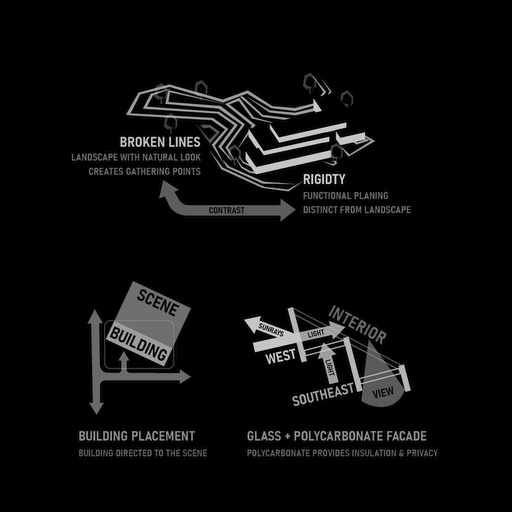 BROKEN LINES
LANDSCAPE WITH NATURAL LOOK
CREATES GATHERING POINTS
RIGIDTY
FUNCTIONAL PLANING
DISTINCT FROM LANDSCAPE
CONTRAST
SCENE
BUILDING
BUILDING PLACEMENT
BUILDING DIRECTED TO THE SCENE
INTERIOR
SUNRAYS
LIGHT
WEST
LIGHT
SOUTHEAST
VIEW
GLASS + POLYCARBONATE FACADE
POLYCARBONATE PROVIDES INSULATION & PRIVACY